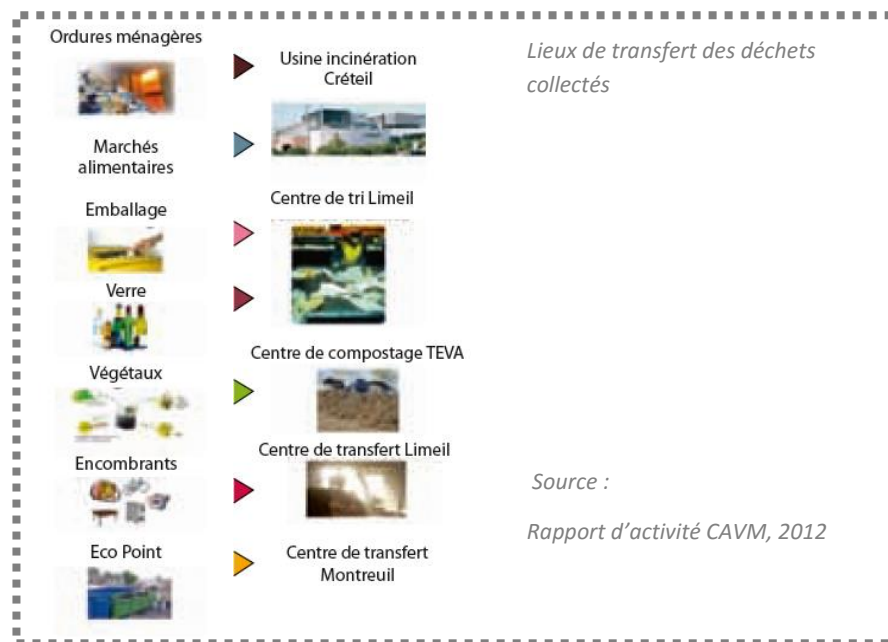 Ordures ménagères
Usine incinération
Créteil
Lieux de transfert des déchets
collectés
Marchés
alimentaires
Emballage
Centre de tri Limeil
Verre
Centre de compostage TEVA
Végétaux
Encombrants
Centre de transfert Limeil
Eco Point
Centre de transfert
Montreuil
Source :
Rapport d’activité CAVM, 2012